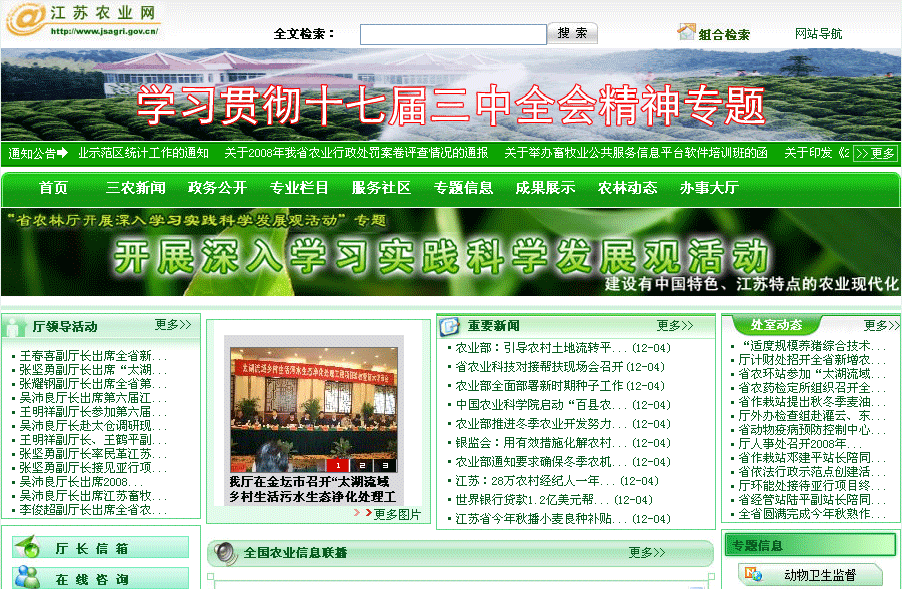 江苏农业网
http://www.jsagri.gov.cn/
全文检索：
搜 索
组合检索
网站导航
学习贯彻十七届三中全会精神专题
通知公告 业示范区统计工作的通知 关于2008年我省农业行政处罚案卷评查情况的通报 关于举办畜牧业公共服务信息平台软件培训班的函 关于印发《2 >>更多
首页 三农新闻 政务公开 专业栏目 服务社区 专题信息 成果展示 农林动态 办事大厅
“省农林厅开展深入学习实践科学发展观活动”专题
开展深入学习实践科学发展观活动
建设有中国特色、江苏特点的农业现代化
厅领导活动 更多>>
王春喜副厅长出席全省新...
张坚勇副厅长出席“太湖...
张耀钢副厅长出席全省第...
吴沛良厅长出席第六届江...
王明祥副厅长参加第六届...
吴沛良厅长赴太仓调研现...
王明祥副厅长、王鹤平副...
张坚勇副厅长率民革江苏...
张坚勇副厅长接见亚行项...
吴沛良厅长出席2008...
吴沛良厅长出席江苏畜牧...
李俊超副厅长出席全省农...
1 2 3
我厅在金坛市召开“太湖流域
乡村生活污水生态净化处理工
>>更多图片
重要新闻 更多>>
农业部：引导农村土地流转平...(12-04)
省农业科技对接帮扶现场会召开(12-04)
农业部全面部署新时期种子工作(12-04)
中国农业科学院启动“百县农...(12-04)
农业部推进冬季农业开发努力...(12-04)
银监会：用有效措施化解农村...(12-04)
农业部通知要求确保冬季农机...(12-04)
江苏：28万农村经纪人一年...(12-04)
世界银行贷款1.2亿美元帮...(12-04)
江苏省今年秋播小麦良种补贴...(12-04)
处室动态 更多>>
“适度规模养猪综合技术...
厅计财处招开全省新增农...
省农环站参加“太湖流域...
省农药检定所组织召开全...
省作栽站提出秋冬季麦油...
厅外办检查组赴灌云、东...
省动物疫病预防控制中心...
厅人事处召开2008年...
省作栽站邓建平站长陪同...
省依法行政示范点创建活...
厅环能处接待亚行项目终...
省经管站陆平副站长陪同...
全省圆满完成今年秋熟作...
厅 长 信 箱
在 线 咨 询
全国农业信息联播 更多>>
专题信息
动物卫生监督